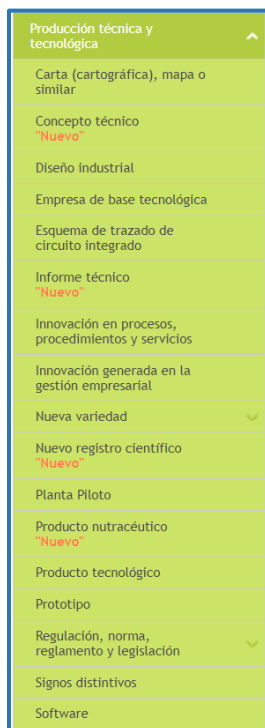 Producción técnica y
tecnológica
Carta (cartográfica), mapa o
similar
Concepto técnico
"Nuevo"
Diseño industrial
Empresa de base tecnológica
Esquema de trazado de
circuito integrado
Informe técnico
"Nuevo"
Innovación en procesos,
procedimientos y servicios
Innovación generada en la
gestión empresarial
Nueva variedad
Nuevo registro científico
"Nuevo"
Planta Piloto
Producto nutracéutico
"Nuevo"
Producto tecnológico
Prototipo
Regulación, norma,
reglamento y legislación
Signos distintivos
Software